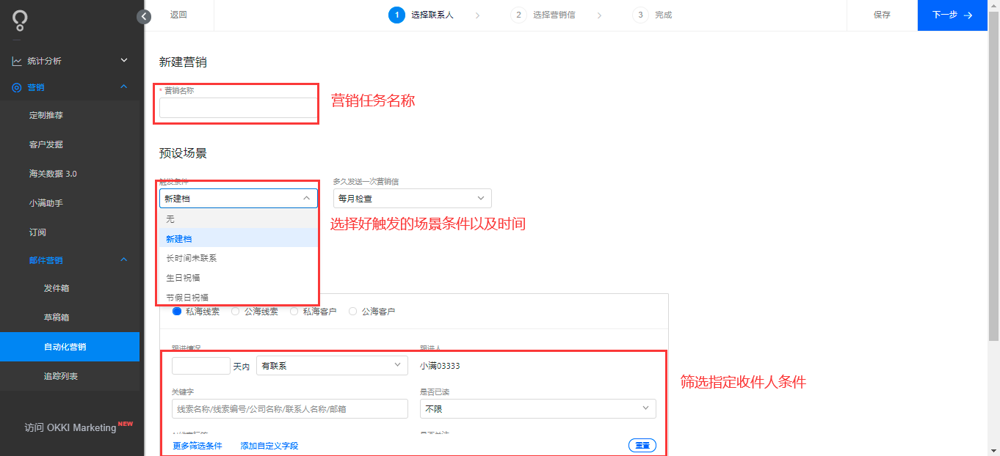 返回
1 选择联系人
2 选择营销信
3 完成
保存
下一步
统计分析
营销
定制推荐
客户发掘
海关数据 3.0
小满助手
订阅
邮件营销
发件箱
草稿箱
自动化营销
追踪列表
访问 OKKI Marketing NEW
新建营销
* 营销名称
营销任务名称
预设场景
触发条件
多久发送一次营销信
新建档
每月检查
无
新建档
长时间未联系
生日祝福
节假日祝福
选择好触发的场景条件以及时间
私海线索 公海线索 私海客户 公海客户
跟进情况
跟进人
天内
有联系
小满03333
关键字
是否已读
线索名称/线索编号/公司名称/联系人名称/邮箱
不限
是否关注
更多筛选条件
添加自定义字段
重置
筛选指定收件人条件